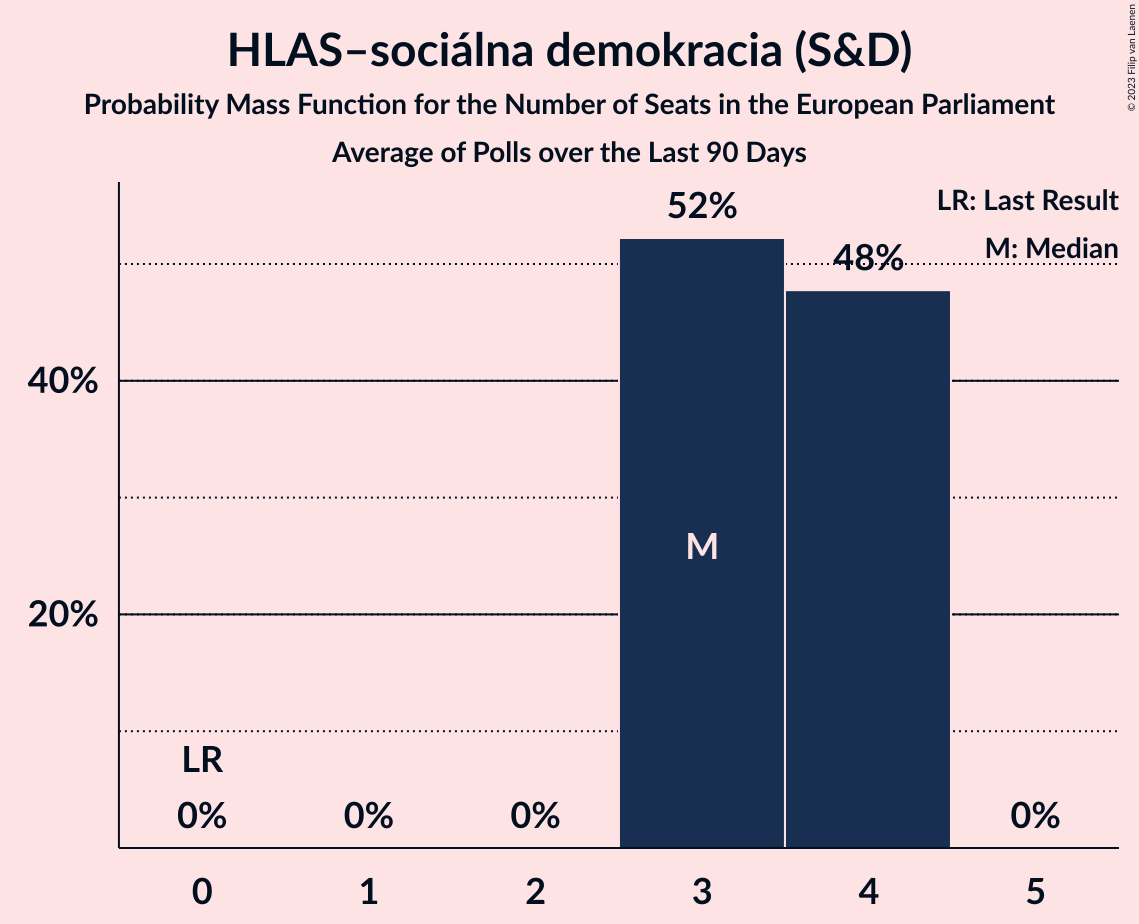 HLAS–sociálna demokracia (S&D)
Probability Mass Function for the Number of Seats in the European Parliament
Average of Polls over the Last 90 Days
© 2023 Filip van Laenen
LR: Last Result
M: Median
52%
48%
40%
20%
M
LR
0%
0%
0%
0%
0
1
2
3
4
5